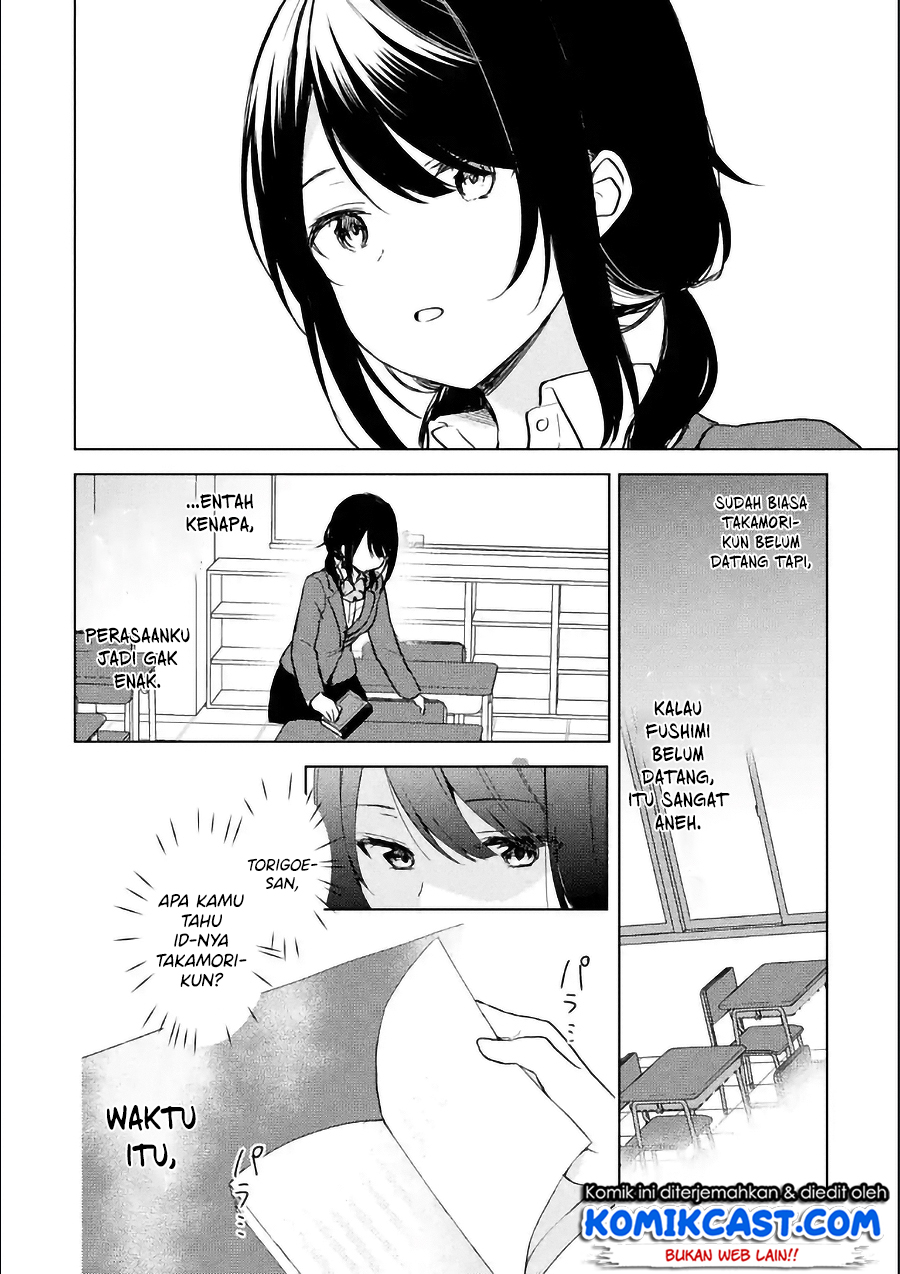 SUDAH BIASA
TAKAMORI-
KUN BELUM
DATANG TAPI,
KALAU
FUSHIMI
BELUM
DATANG,
ITU SANGAT
ANEH.
...ENTAH
KENAPA,
PERASAANKU
JADI GAK
ENAK.
TORIGOE-
SAN,
APA KAMU
TAHU
ID-NYA
TAKAMORI-
KUN?
パラ…
WAKTU
ITU,
パラ…
Komik ini diterjemahkan & diedit oleh
KOMIKCAST.COM
BUKAN WEB LAIN!!